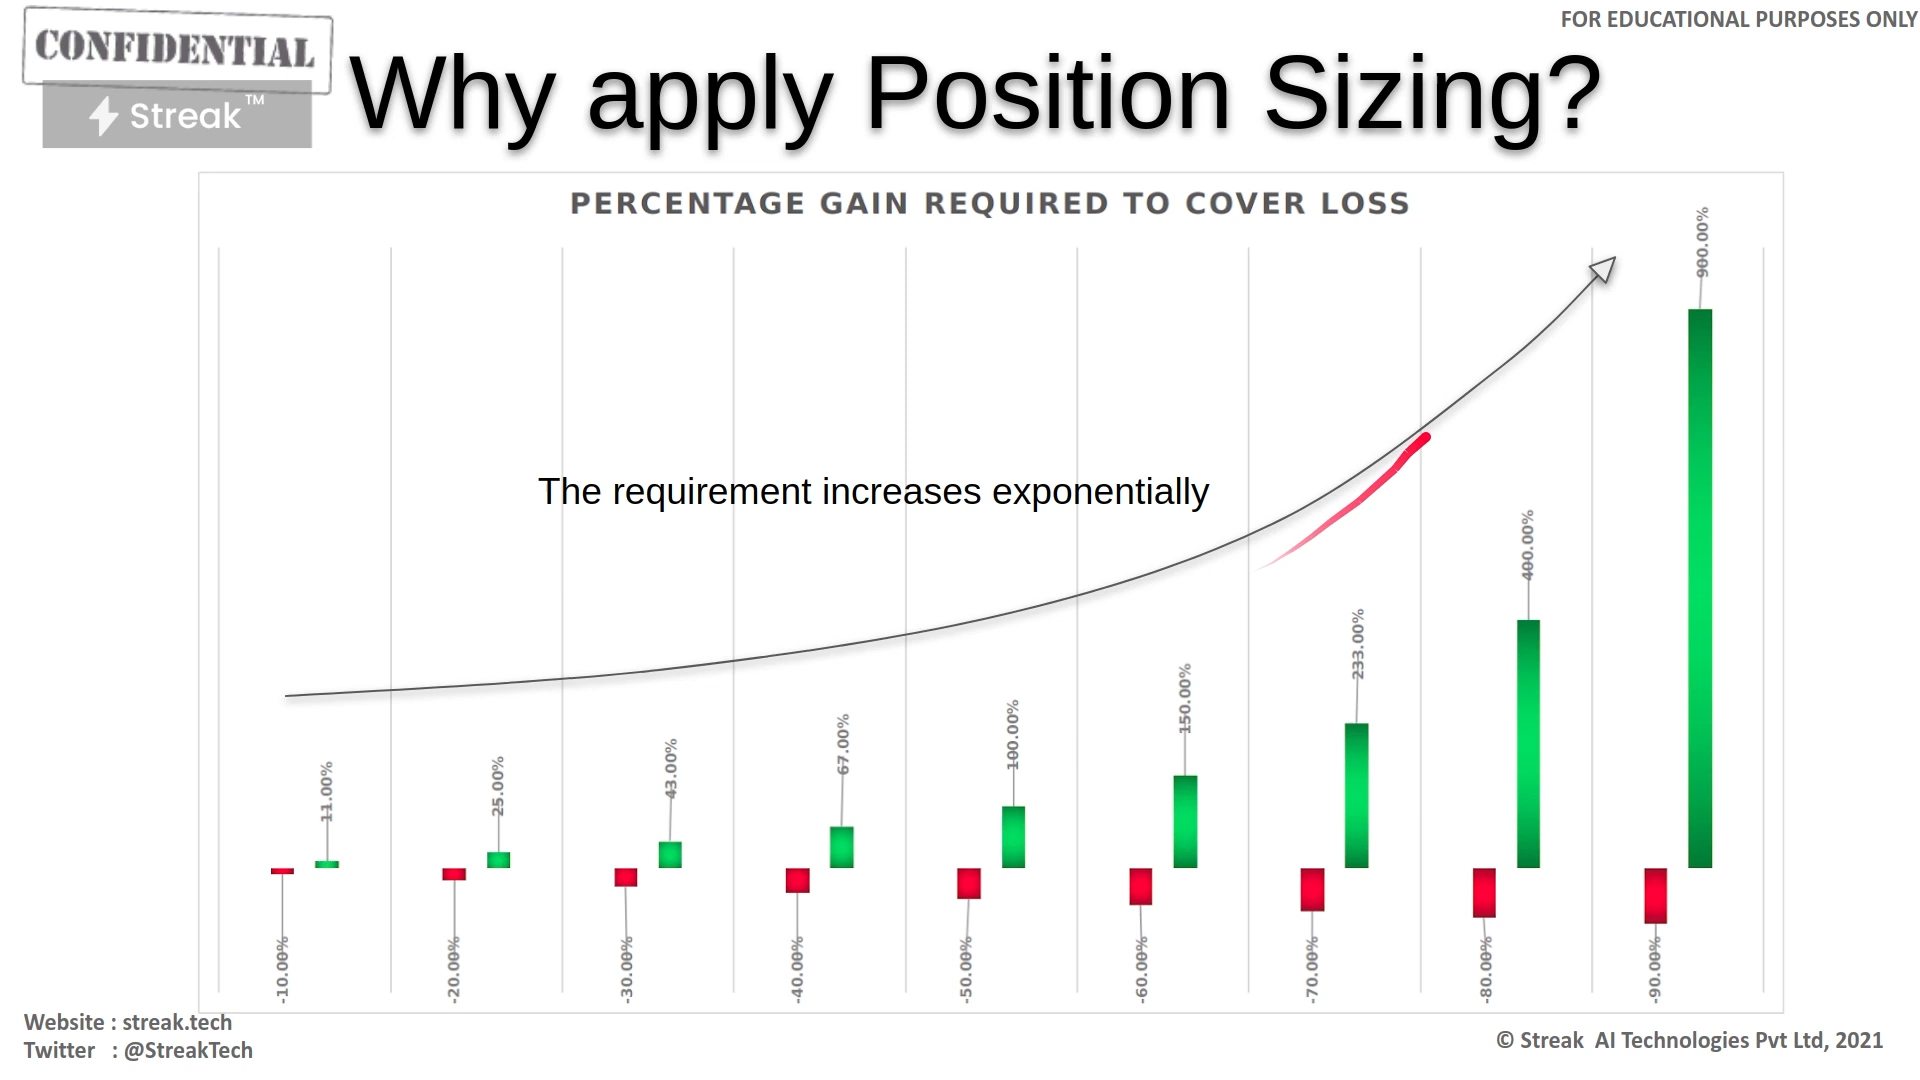 CONFIDENTIAL
FOR EDUCATIONAL PURPOSES ONLY
Streak™
Why apply Position Sizing?
PERCENTAGE GAIN REQUIRED TO COVER LOSS
The requirement increases exponentially
11.00%
25.00%
43.00%
67.00%
100.00%
150.00%
233.00%
400.00%
900.00%
-10.00%
-20.00%
-30.00%
-40.00%
-50.00%
-60.00%
-70.00%
-80.00%
-90.00%
Website : streak.tech
Twitter : @StreakTech
© Streak AI Technologies Pvt Ltd, 2021